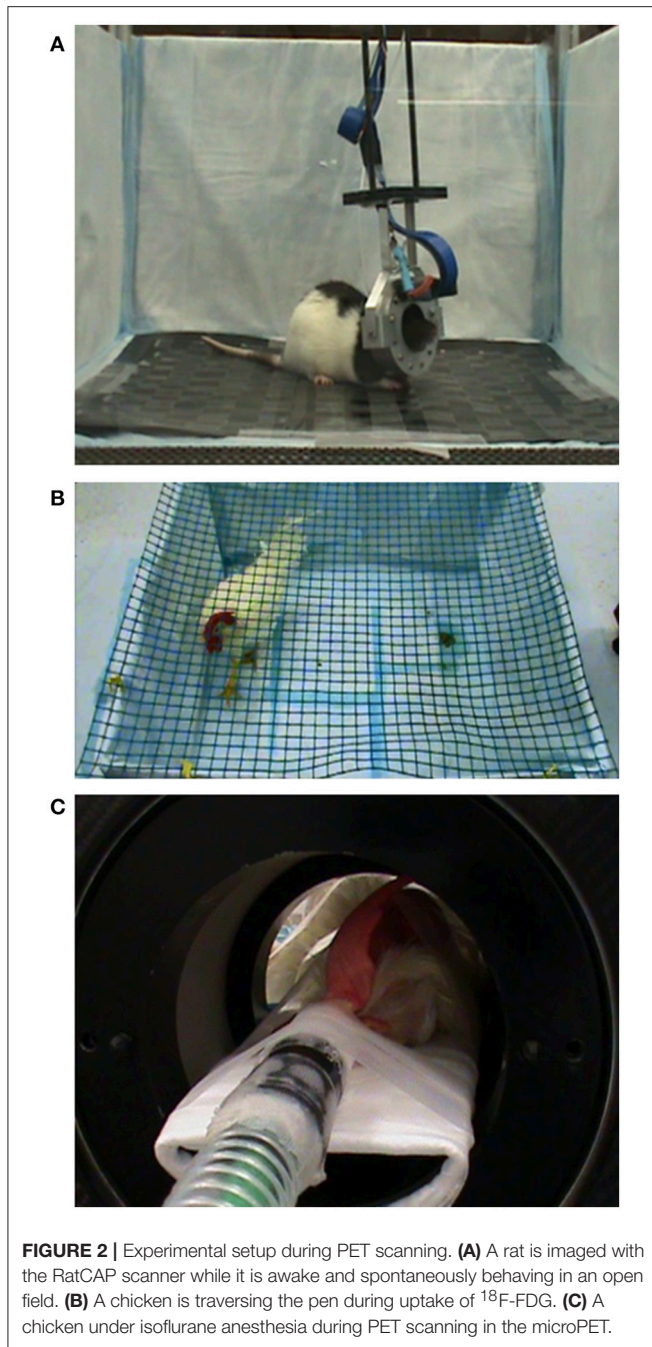 A
B
C
FIGURE 2 | Experimental setup during PET scanning. (A) A rat is imaged with
the RatCAP scanner while it is awake and spontaneously behaving in an open
field. (B) A chicken is traversing the pen during uptake of ¹⁸F-FDG. (C) A
chicken under isoflurane anesthesia during PET scanning in the microPET.